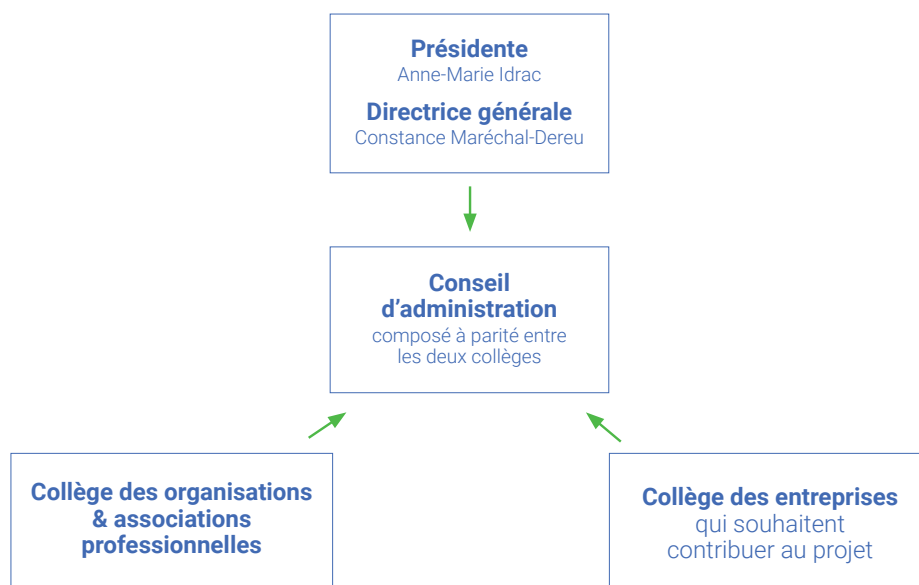 Présidente
Anne-Marie Idrac
Directrice générale
Constance Maréchal-Dereu
Conseil
d’administration
composé à parité entre
les deux collèges
Collège des organisations
& associations
professionnelles
Collège des entreprises
qui souhaitent
contribuer au projet